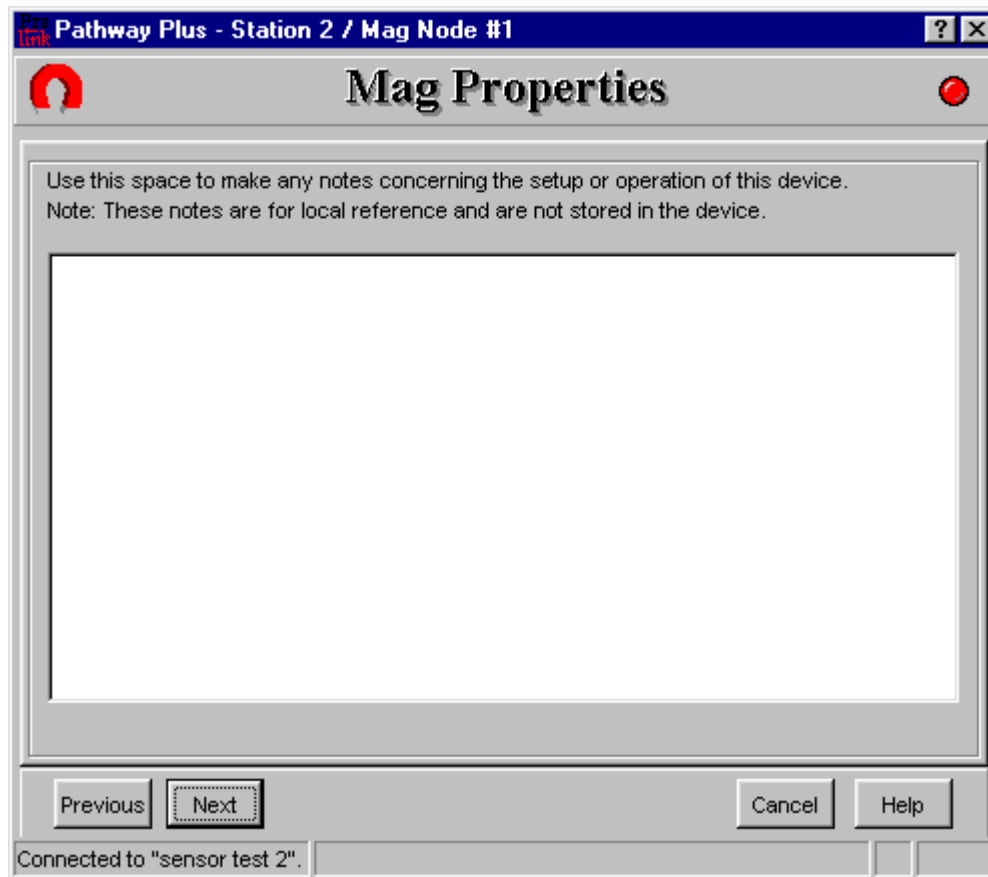 Pro
link
Pathway Plus - Station 2 / Mag Node #1
Mag Properties
Use this space to make any notes concerning the setup or operation of this device.
Note: These notes are for local reference and are not stored in the device.
Previous
Next
Cancel
Help
Connected to "sensor test 2".